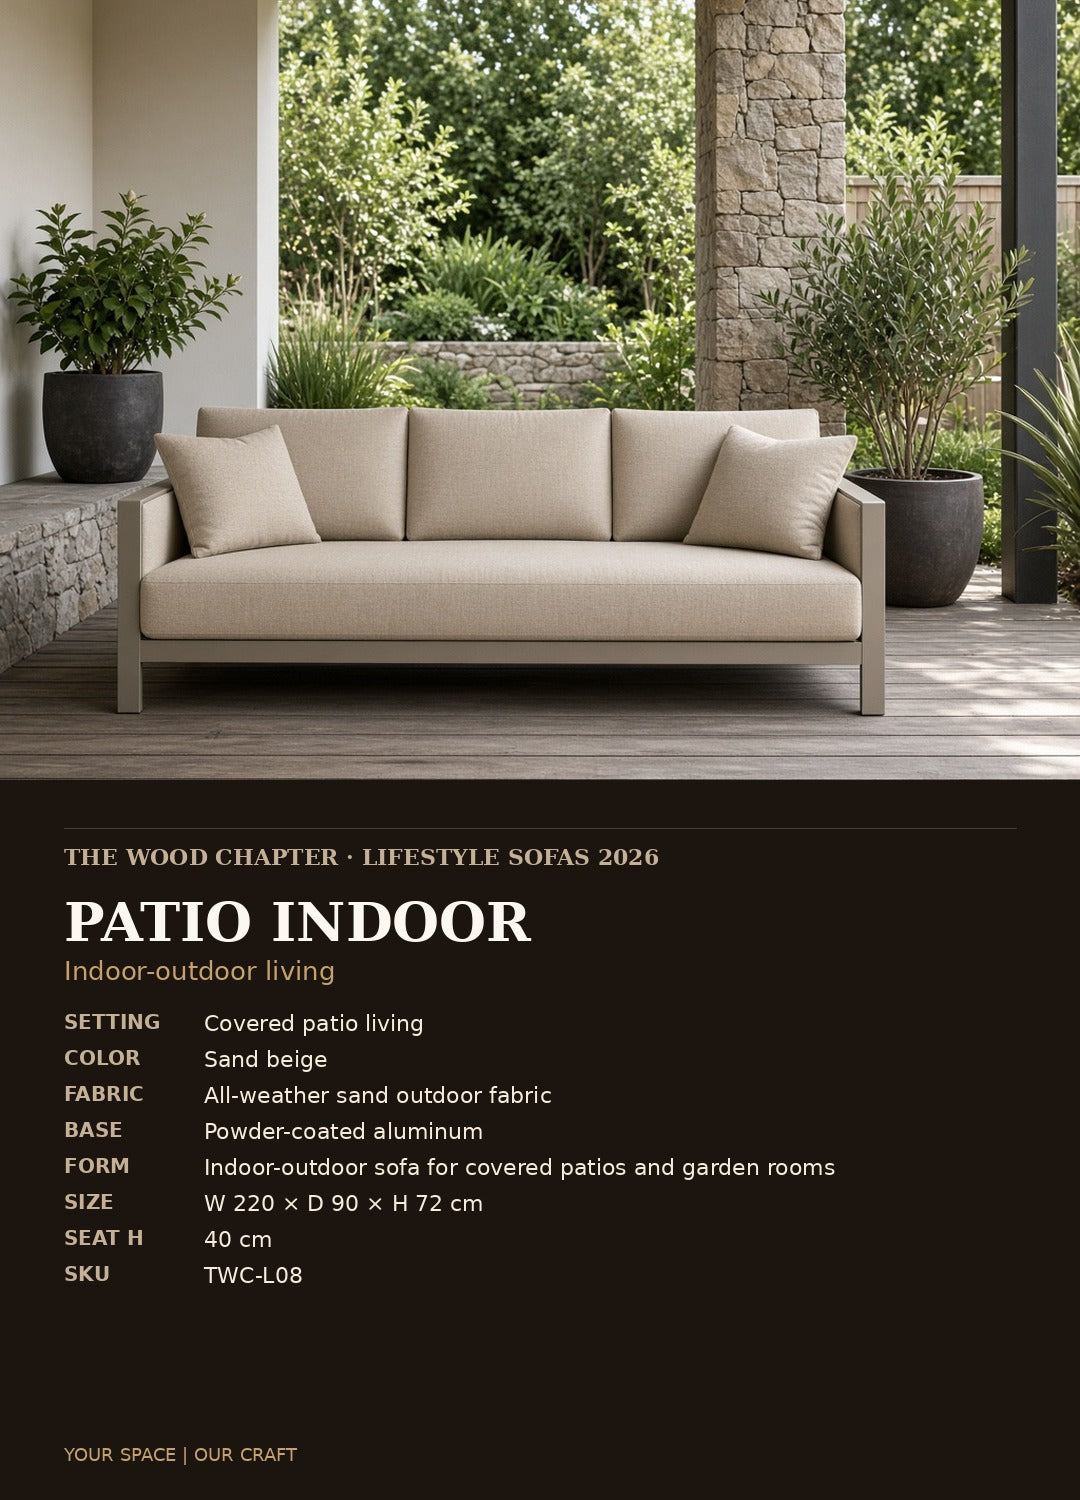 THE WOOD CHAPTER · LIFESTYLE SOFAS 2026
PATIO INDOOR
Indoor-outdoor living
SETTING Covered patio living
COLOR Sand beige
FABRIC All-weather sand outdoor fabric
BASE Powder-coated aluminum
FORM Indoor-outdoor sofa for covered patios and garden rooms
SIZE W 220 × D 90 × H 72 cm
SEAT H 40 cm
SKU TWC-L08
YOUR SPACE | OUR CRAFT